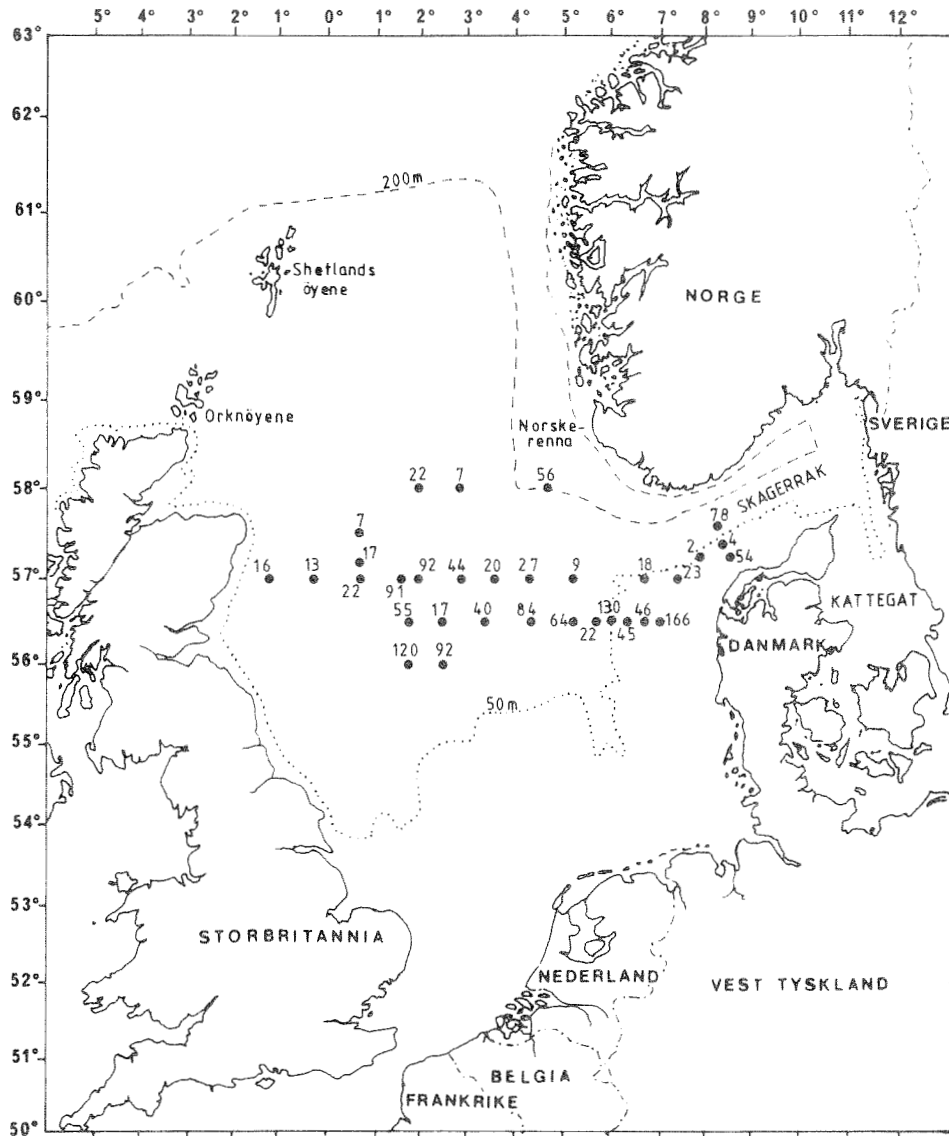 5° 4° 3° 2° 1° 0° 1° 2° 3° 4° 5° 6° 7° 8° 10° 11° 12°
63°
62°
200m
61°
Shetlands
öyene
60°
NORGE
59°
Orknöyene
Norske-
renna
SVERIGE
58°
22 7 56
SKAGERRAK
7 78
17 2 4
16 13 92 44 20 27 9 18 54
57°
22 91 23
KATTEGAT
55 17 40 84 64 130 46 166
22 45
DANMARK
120 92
56°
50m
55°
54°
53°
STORBRITANNIA
NEDERLAND
52°
VEST TYSKLAND
51°
BELGIA
FRANKRIKE
50°